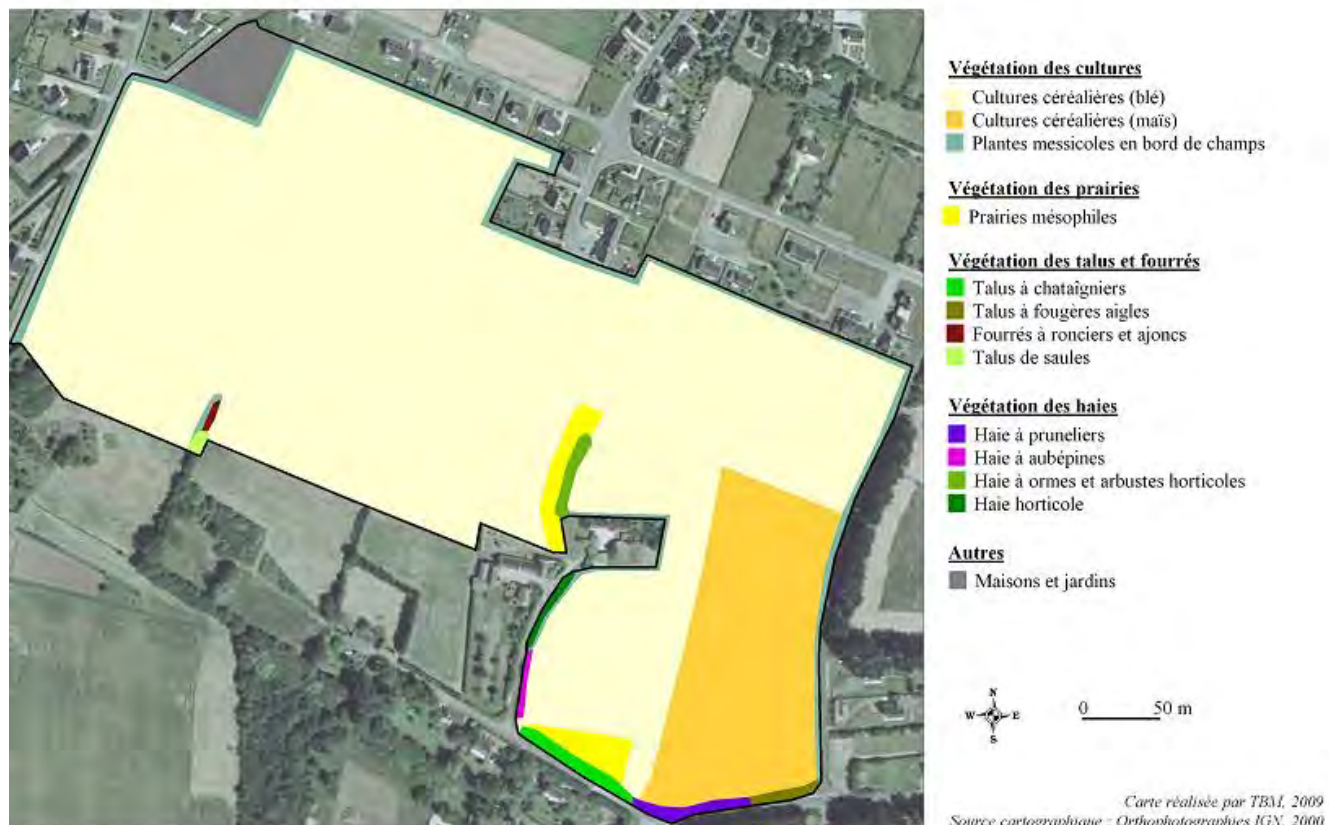 Végétation des cultures
Cultures céréalières (blé)
Cultures céréalières (maïs)
Plantes messicoles en bord de champs
Végétation des prairies
Prairies mésophiles
Végétation des talus et fourrés
Talus à chataîgniers
Talus à fougères aigles
Fourrés à ronciers et ajoncs
Talus de saules
Végétation des haies
Haie à pruneliers
Haie à aubépines
Haie à ormes et arbustes horticoles
Haie horticole
Autres
Maisons et jardins
N
W E
S
0 50 m
Carte réalisée par TBM, 2009
Source cartographique : Orthophotographies IGN, 2000